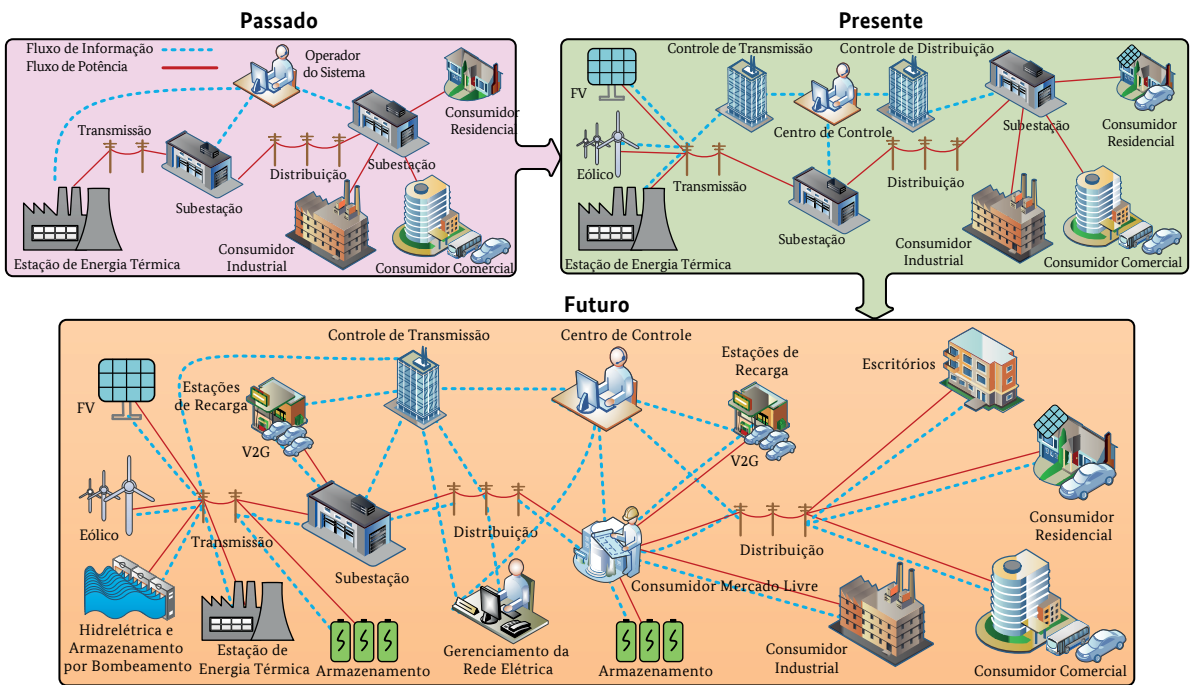 Passado
Fluxo de Informação
Fluxo de Potência
Operador
do Sistema
Consumidor
Residencial
Transmissão
Subestação
Distribuição
Subestação
Estação de Energia Térmica
Consumidor
Industrial
Consumidor Comercial
Presente
Controle de Transmissão
Controle de Distribuição
FV
Centro de Controle
Subestação
Consumidor
Residencial
Eólico
Transmissão
Distribuição
Subestação
Estação de Energia Térmica
Consumidor
Industrial
Consumidor Comercial
Futuro
Controle de Transmissão
Centro de Controle
Estações de
Recarga
Escritórios
Estações
de Recarga
FV
V2G
V2G
Eólico
Transmissão
Subestação
Distribuição
Distribuição
Consumidor
Residencial
Consumidor Mercado Livre
Hidrelétrica e
Armazenamento
por Bombeamento
Estação de
Energia Térmica
Armazenamento
Gerenciamento da
Rede Elétrica
Armazenamento
Consumidor
Industrial
Consumidor Comercial